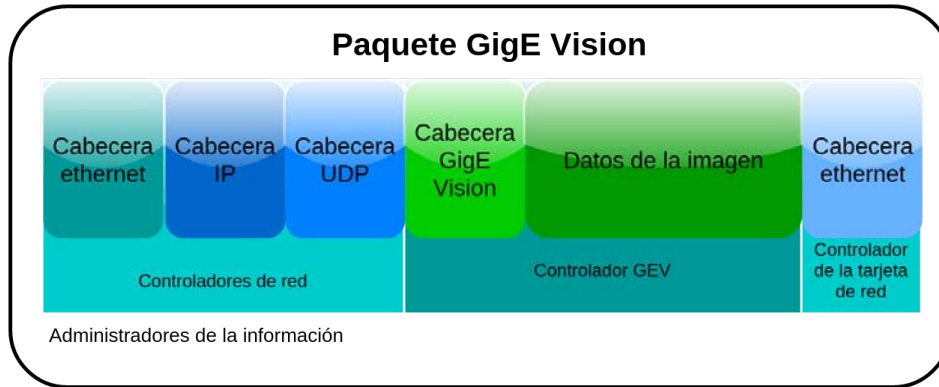 Paquete GigE Vision
Cabecera
ethernet
Cabecera
IP
Cabecera
UDP
Cabecera
GigE
Vision
Datos de la imagen
Cabecera
ethernet
Controladores de red
Controlador GEV
Controlador
de la tarjeta
de red
Administradores de la información